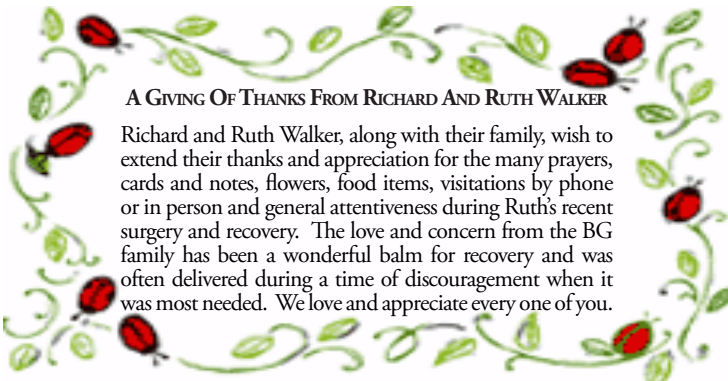 A Giving Of Thanks From Richard And Ruth Walker
Richard and Ruth Walker, along with their family, wish to
extend their thanks and appreciation for the many prayers,
cards and notes, flowers, food items, visitations by phone
or in person and general attentiveness during Ruth's recent
surgery and recovery. The love and concern from the BG
family has been a wonderful balm for recovery and was
often delivered during a time of discouragement when it
was most needed. We love and appreciate every one of you.